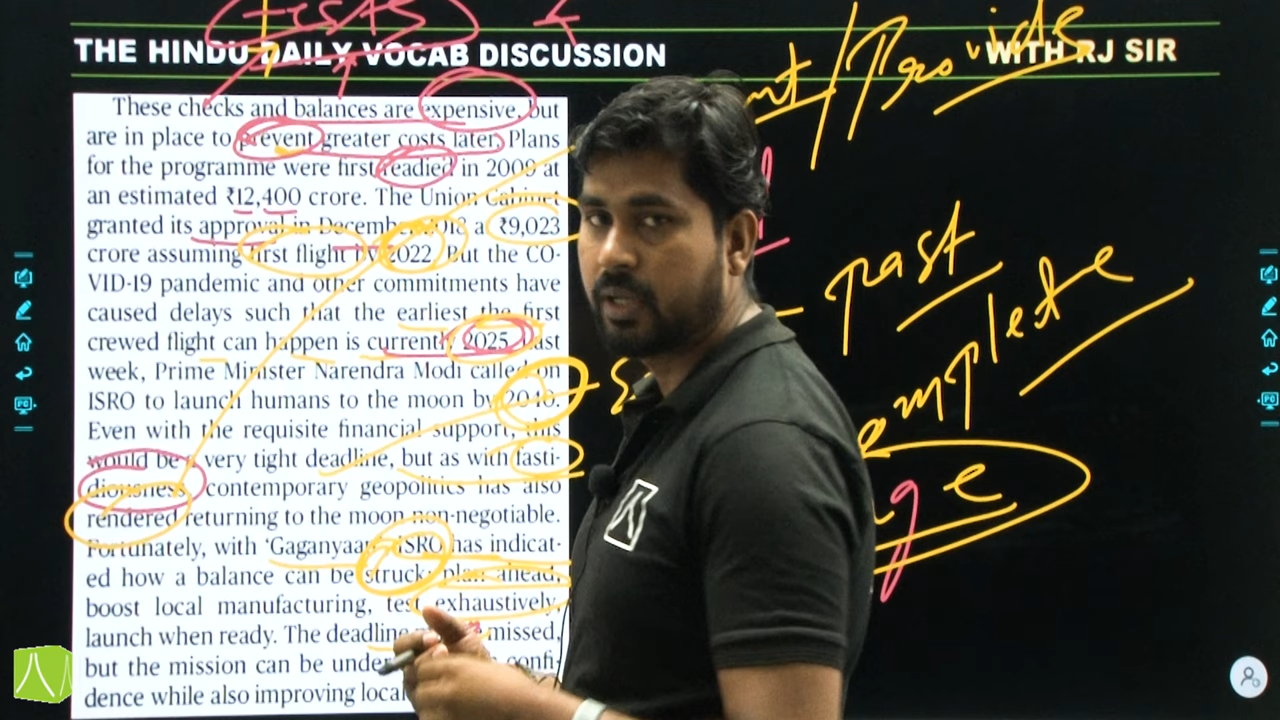 tests
THE HINDU DAILY VOCAB DISCUSSION
WITH RJ SIR
These checks and balances are expensive, but
are in place to prevent greater costs later. Plans
for the programme were first readied in 2009 at
an estimated ₹12,400 crore. The Union Cabinet
granted its approval in December 2018 a ₹9,023
crore assuming first flight by 2022. But the CO-
VID-19 pandemic and other commitments have
caused delays such that the earliest the first
crewed flight can happen is currently 2025. Last
week, Prime Minister Narendra Modi called on
ISRO to launch humans to the moon by 2040.
Even with the requisite financial support, this
would be a very tight deadline, but as with fasti-
diousness, contemporary geopolitics has also
rendered returning to the moon non-negotiable.
Fortunately, with ‘Gaganyaan’, ISRO has indicat-
ed how a balance can be struck: plan ahead,
boost local manufacturing, test exhaustively,
launch when ready. The deadline missed,
but the mission can be under confi-
dence while also improving local
/Provide
past
PC
PC